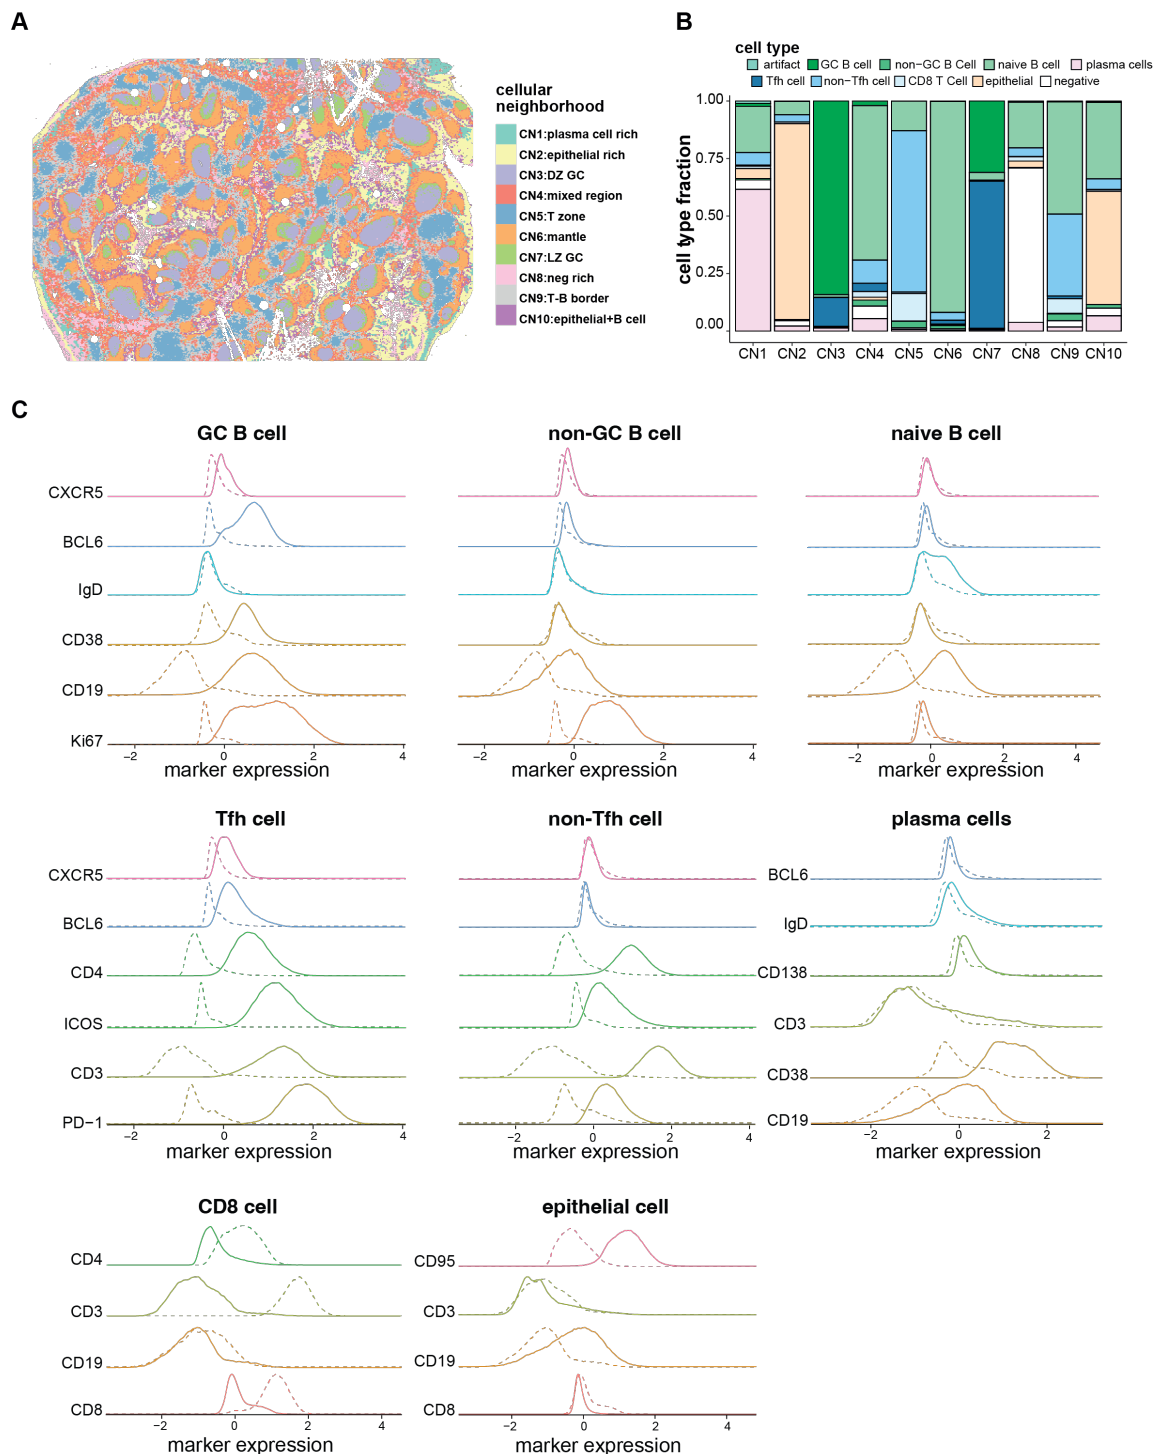 A
cellular
neighborhood
CN1:plasma cell rich
CN2:epithelial rich
CN3:DZ GC
CN4:mixed region
CN5:T zone
CN6:mantle
CN7:LZ GC
CN8:neg rich
CN9:T-B border
CN10:epithelial+B cell
B
cell type
artifact GC B cell non−GC B Cell naive B cell plasma cells
Tfh cell non−Tfh cell CD8 T Cell epithelial negative
cell type fraction
1.00
0.75
0.50
0.25
0.00
CN1 CN2 CN3 CN4 CN5 CN6 CN7 CN8 CN9 CN10
C
GC B cell non-GC B cell naive B cell
CXCR5
BCL6
IgD
CD38
CD19
Ki67
−2 0 2 4 −2 0 2 4 −2 0 2 4
marker expression marker expression marker expression
Tfh cell non-Tfh cell plasma cells
CXCR5 BCL6
BCL6 IgD
CD4 CD138
ICOS CD3
CD3 CD38
PD−1 CD19
−2 0 2 4 −2 0 2 4 −2 0 2
marker expression marker expression marker expression
CD8 cell epithelial cell
CD4 CD95
CD3 CD3
CD19 CD19
CD8 CD8
−2 0 2 4 −2 0 2 4
marker expression marker expression